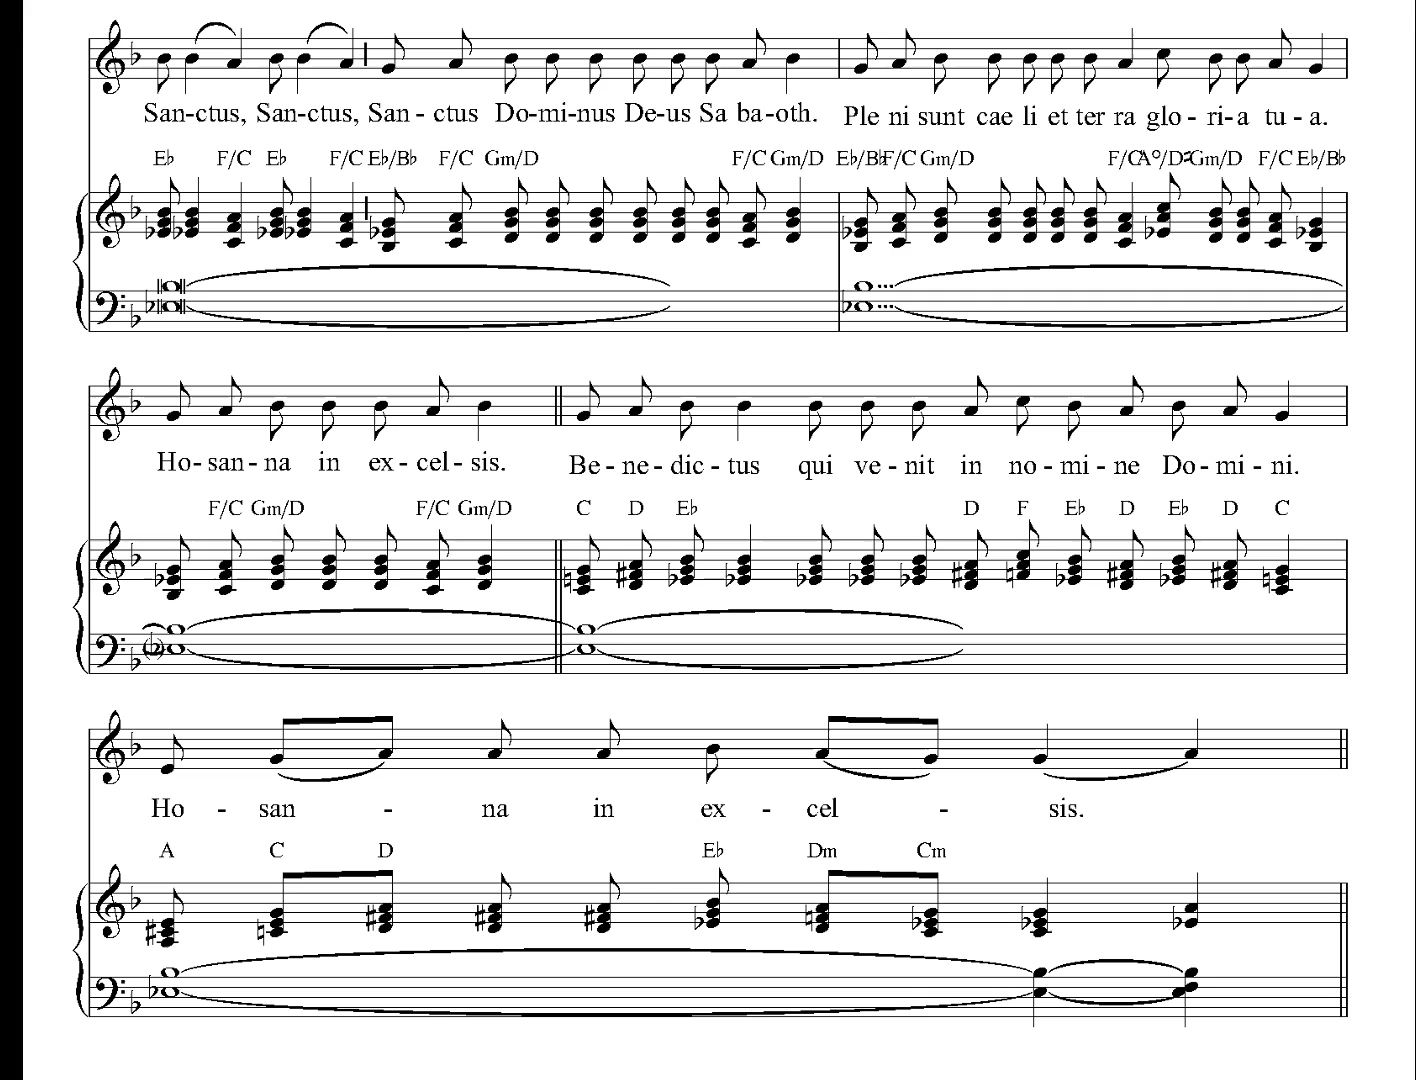 San-ctus, San-ctus, San - ctus Do-mi-nus De-us Sa ba-oth. Ple ni sunt cae li et ter ra glo - ri-a tu - a.
E♭ F/C E♭ F/C E♭/B♭ F/C Gm/D F/C Gm/D E♭/B♭ F/C Gm/D F/C A°/D♯ Gm/D F/C E♭/B♭
Ho- san - na in ex - cel - sis. Be - ne - dic - tus qui ve - nit in no - mi - ne Do - mi - ni.
F/C Gm/D F/C Gm/D C D E♭ D F E♭ D E♭ D C
Ho - san - na in ex - cel - sis.
A C D E♭ Dm Cm